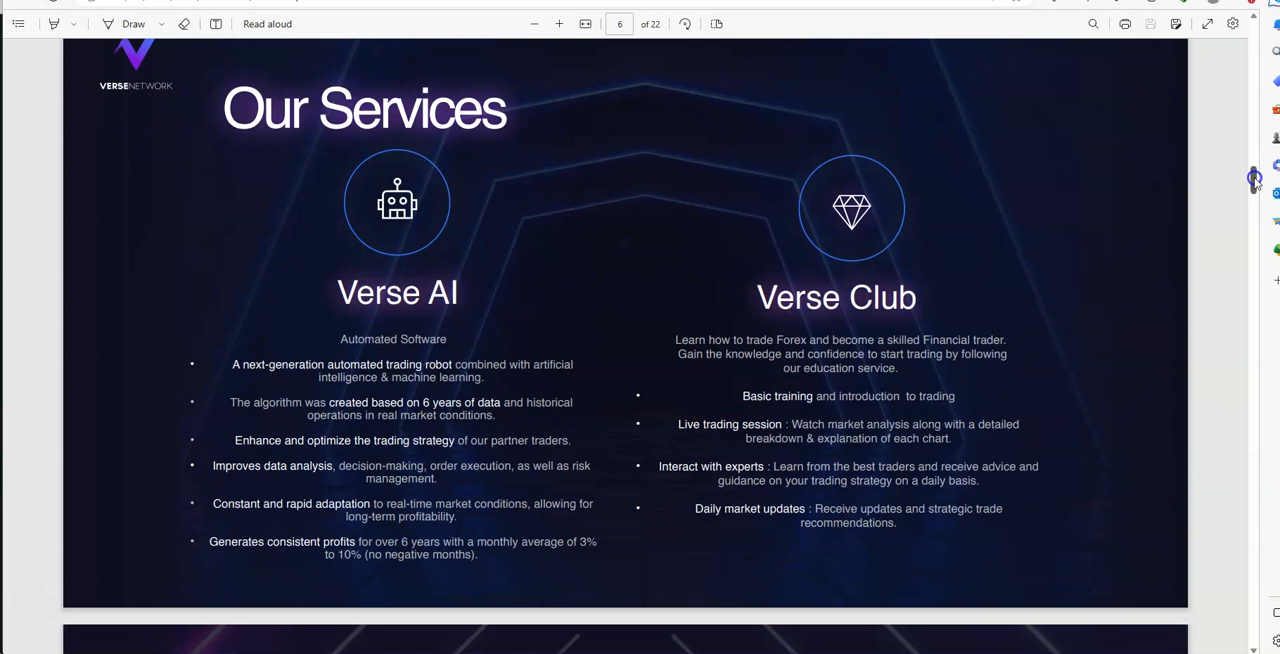 Draw
Read aloud
6
of 22
VERSENETWORK
Our Services
Verse AI
Automated Software
• A next-generation automated trading robot combined with artificial
intelligence & machine learning.
• The algorithm was created based on 6 years of data and historical
operations in real market conditions.
• Enhance and optimize the trading strategy of our partner traders.
• Improves data analysis, decision-making, order execution, as well as risk
management.
• Constant and rapid adaptation to real-time market conditions, allowing for
long-term profitability.
• Generates consistent profits for over 6 years with a monthly average of 3%
to 10% (no negative months).
Verse Club
Learn how to trade Forex and become a skilled Financial trader.
Gain the knowledge and confidence to start trading by following
our education service.
• Basic training and introduction to trading
• Live trading session : Watch market analysis along with a detailed
breakdown & explanation of each chart.
• Interact with experts : Learn from the best traders and receive advice and
guidance on your trading strategy on a daily basis.
• Daily market updates : Receive updates and strategic trade
recommendations.